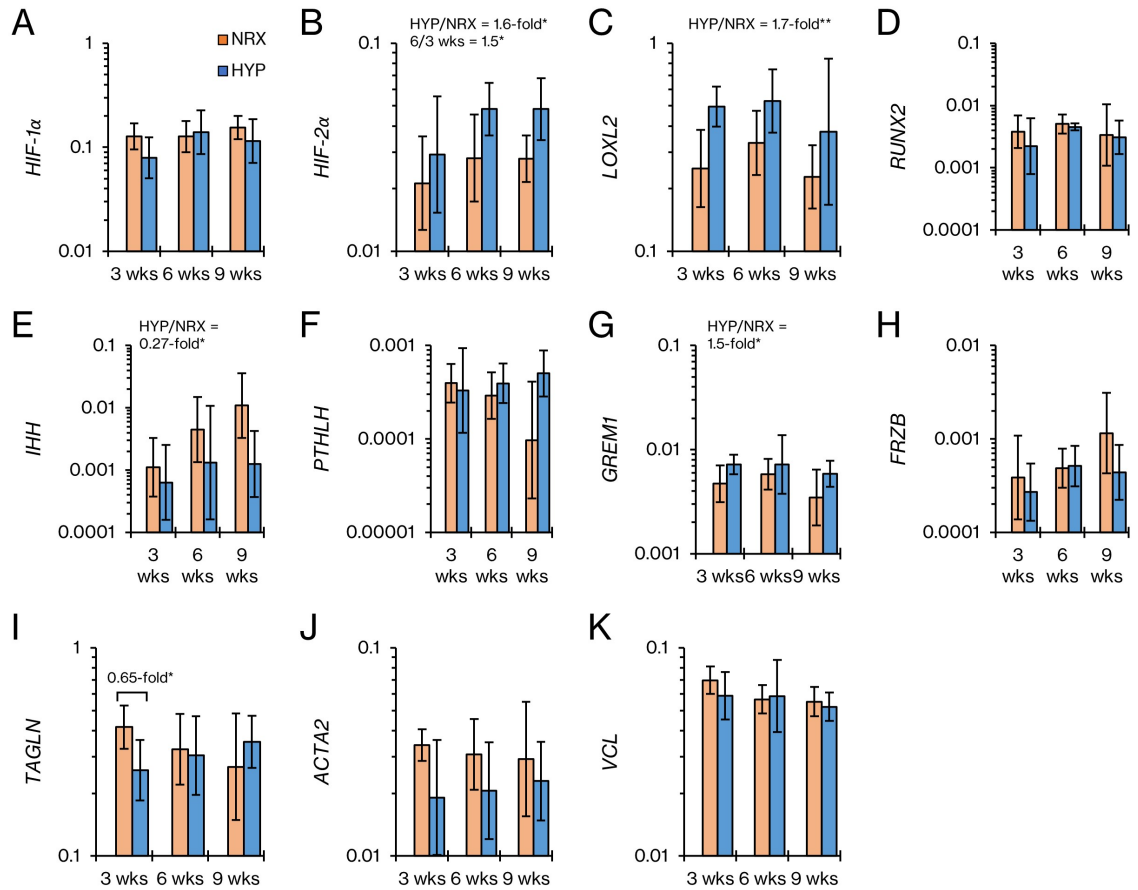 A
HIF-1α
1
0.1
0.01
NRX
HYP
3 wks 6 wks 9 wks
B
HYP/NRX = 1.6-fold*
6/3 wks = 1.5*
HIF-2α
0.1
0.01
3 wks 6 wks 9 wks
C
HYP/NRX = 1.7-fold**
LOXL2
1
0.1
3 wks 6 wks 9 wks
D
RUNX2
0.1
0.01
0.001
0.0001
3 6 9
wks wks wks
E
HYP/NRX =
0.27-fold*
IHH
0.1
0.01
0.001
0.0001
3 6 9
wks wks wks
F
PTHLH
0.001
0.0001
0.00001
3 6 9
wks wks wks
G
HYP/NRX =
1.5-fold*
GREM1
0.1
0.01
0.001
3 wks6 wks9 wks
H
FRZB
0.01
0.001
0.0001
3 6 9
wks wks wks
I
0.65-fold*
TAGLN
1
0.1
3 wks 6 wks 9 wks
J
ACTA2
0.1
0.01
3 wks 6 wks 9 wks
K
VCL
0.1
0.01
3 wks 6 wks 9 wks